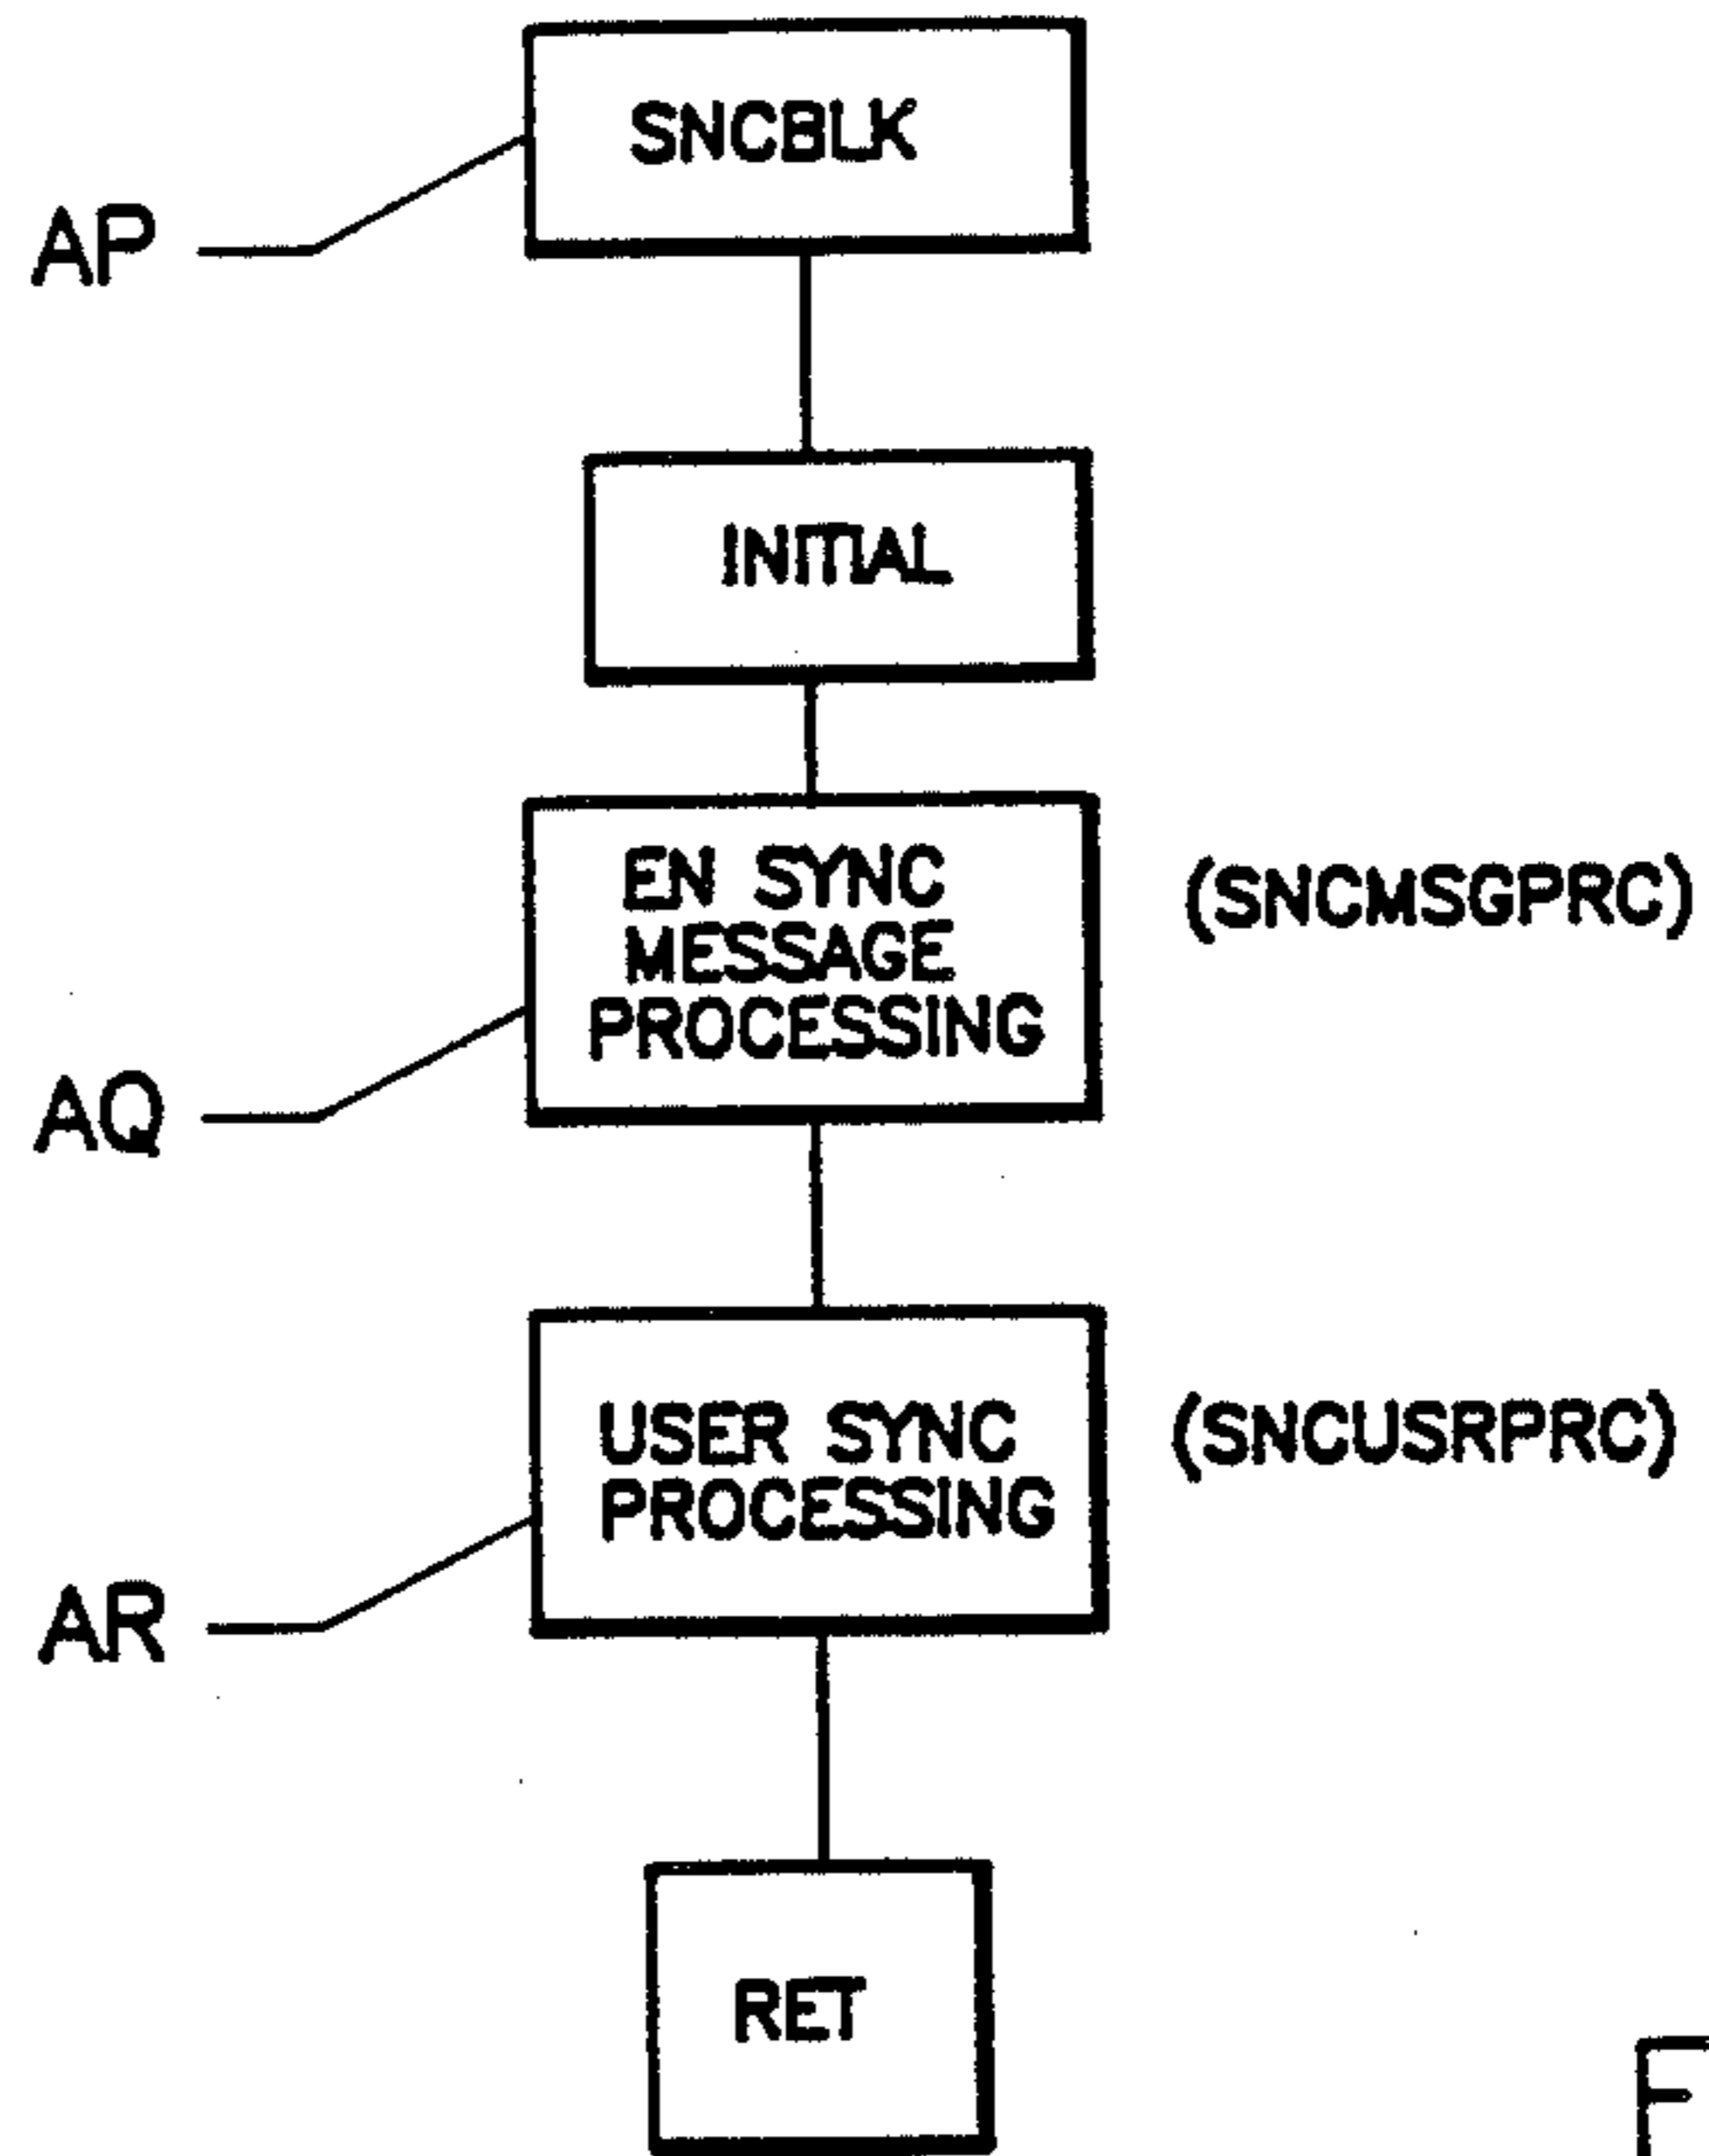 SNCBLK
AP
INITIAL
EN SYNC
MESSAGE
PROCESSING
(SNCMSGPRC)
AQ
USER SYNC
PROCESSING
(SNCUSRPRC)
AR
RET
F